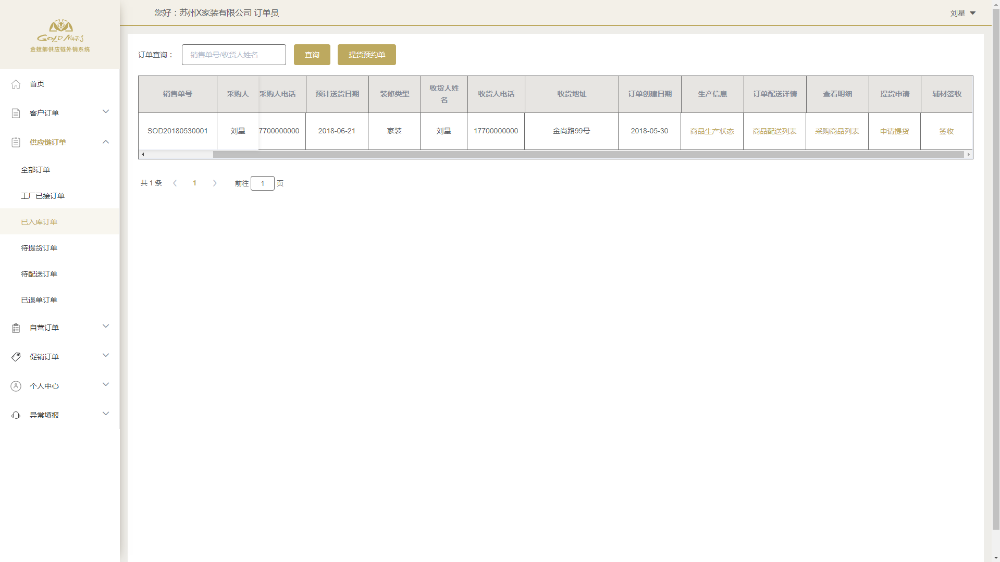 GOLD MATIS
金螳螂供应链外销系统
您好：苏州X家装有限公司 订单员
刘星
首页
客户订单
供应链订单
全部订单
工厂已接订单
已入库订单
待提货订单
待配送订单
已退单订单
自营订单
促销订单
个人中心
异常填报
订单查询： 销售单号/收货人姓名 查询 提货预约单
销售单号 采购人 采购人电话 预计送货日期 装修类型 收货人姓名 收货人电话 收货地址 订单创建日期 生产信息 订单配送详情 查看明细 提货申请 辅材签收
SOD20180530001 刘星 7700000000 2018-06-21 家装 刘星 17700000000 金尚路99号 2018-05-30 商品生产状态 商品配送列表 采购商品列表 申请提货 签收
共 1 条 1 前往 1 页